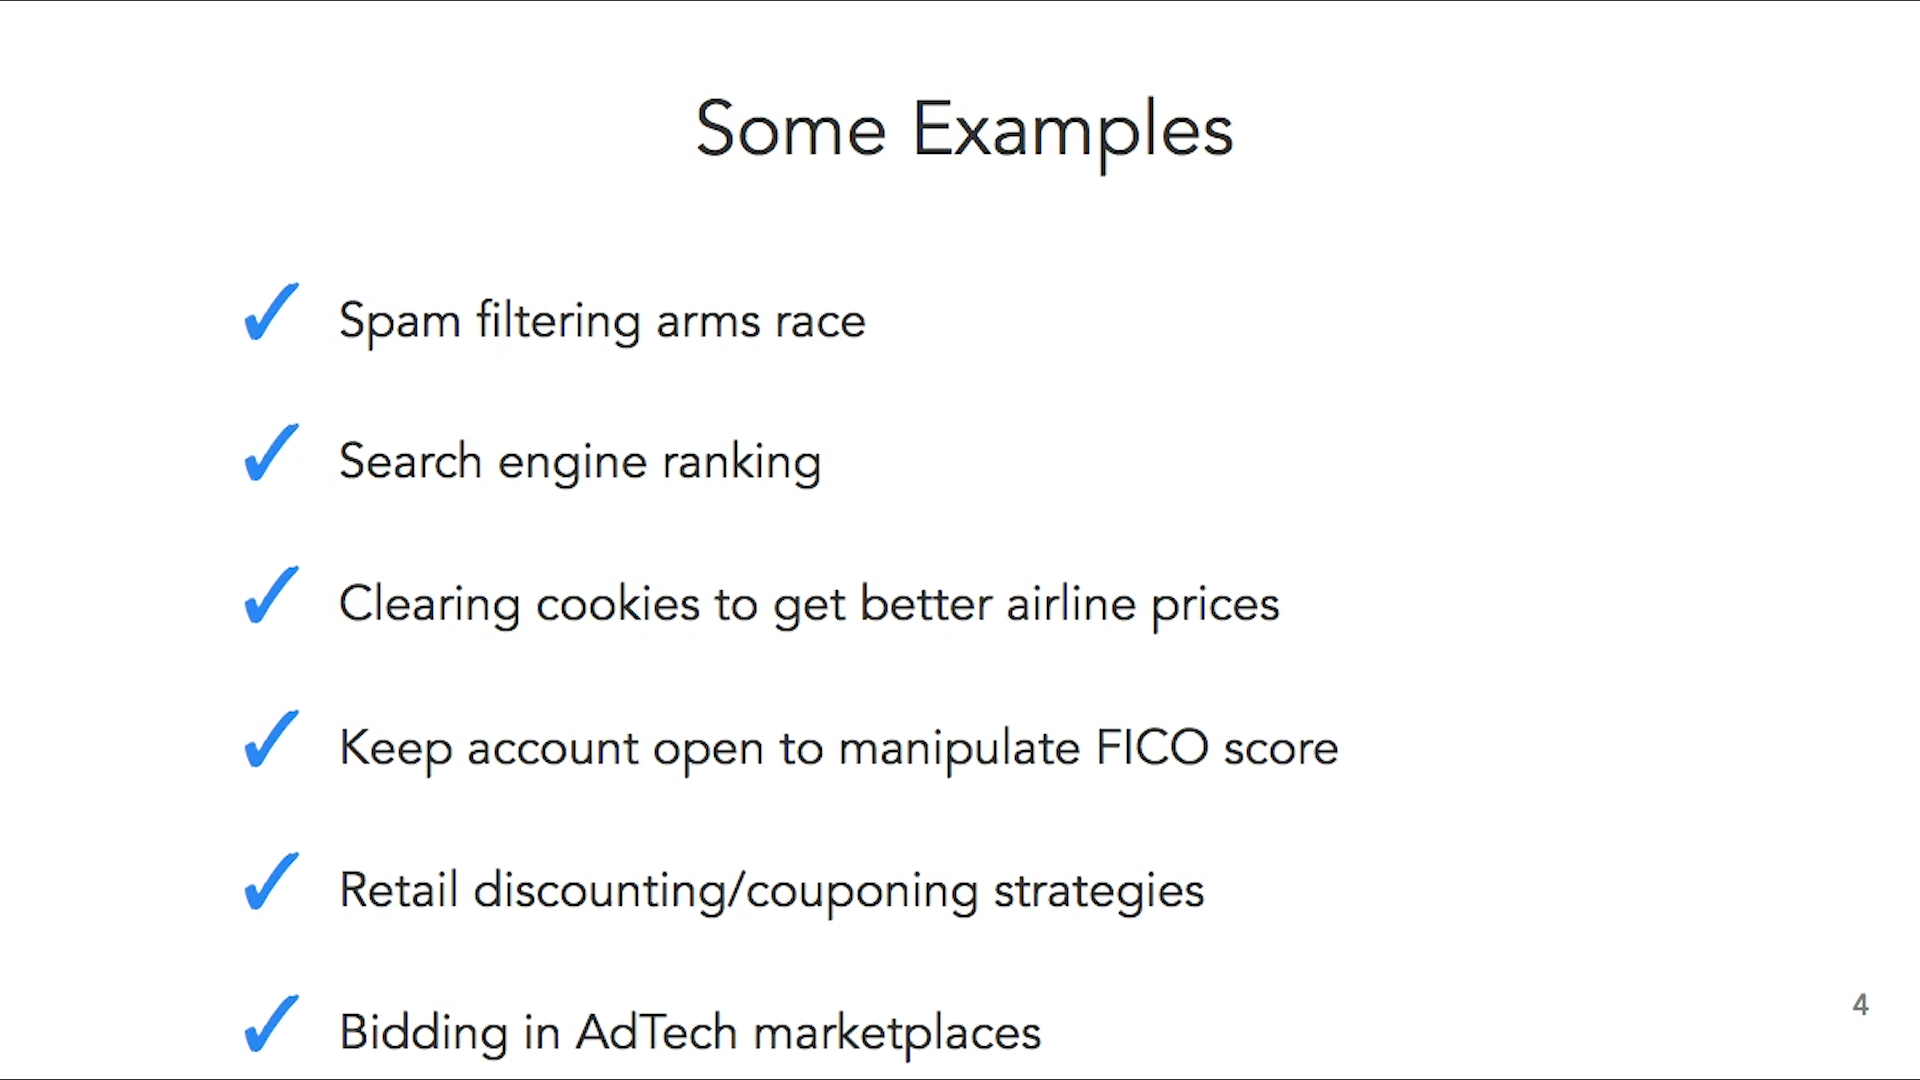 Some Examples
✓ Spam filtering arms race
✓ Search engine ranking
✓ Clearing cookies to get better airline prices
✓ Keep account open to manipulate FICO score
✓ Retail discounting/couponing strategies
✓ Bidding in AdTech marketplaces
4